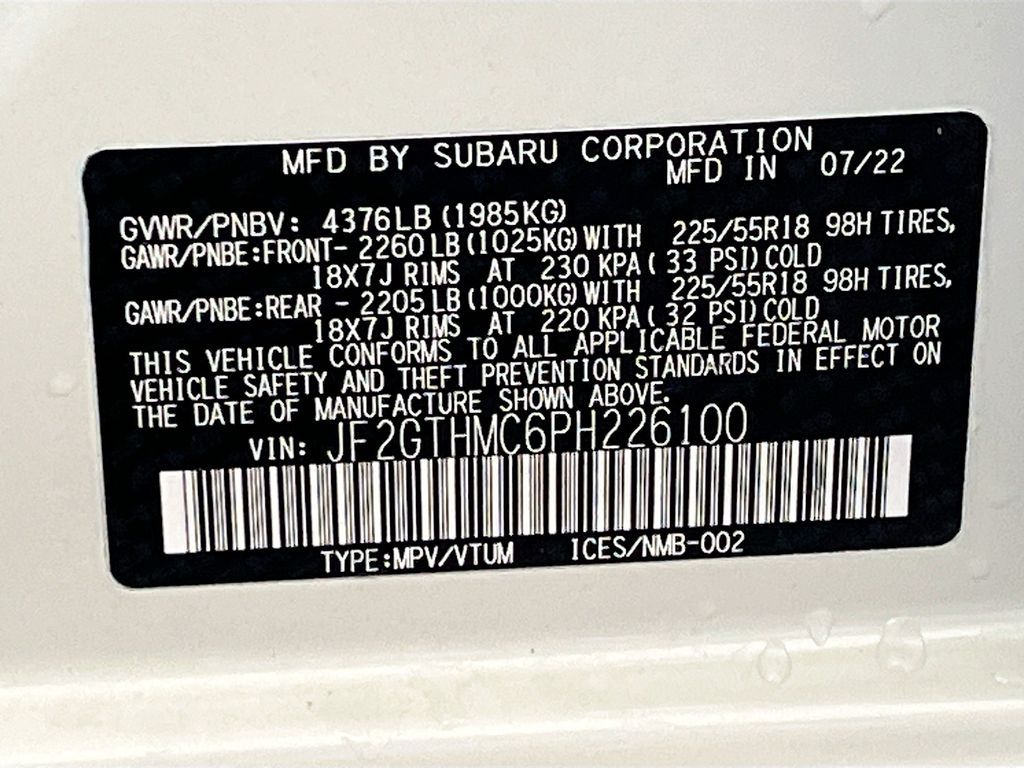 MFD BY SUBARU CORPORATION
MFD IN 07/22
GVWR/PNBV: 4376LB (1985KG)
GAWR/PNBE:FRONT- 2260 LB (1025KG) WITH 225/55R18 98H TIRES,
18X7J RIMS AT 230 KPA ( 33 PSI) COLD
GAWR/PNBE:REAR - 2205 LB (1000KG) WITH 225/55R18 98H TIRES,
18X7J RIMS AT 220 KPA ( 32 PSI) COLD
THIS VEHICLE CONFORMS TO ALL APPLICABLE FEDERAL MOTOR
VEHICLE SAFETY AND THEFT PREVENTION STANDARDS IN EFFECT ON
THE DATE OF MANUFACTURE SHOWN ABOVE.
VIN: JF2GTHMC6PH226100
TYPE:MPV/VTUM ICES/NMB-002